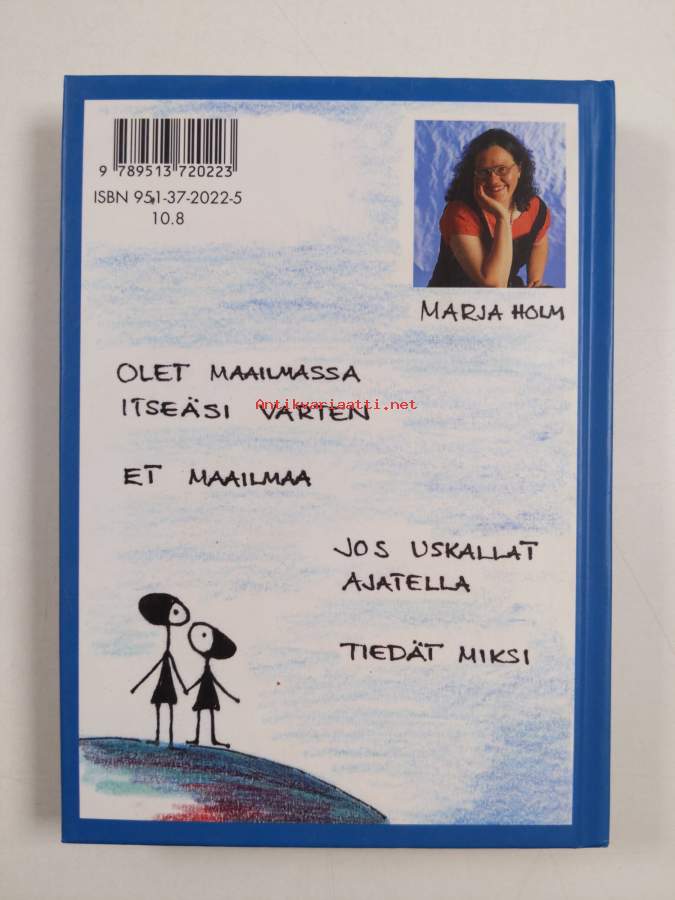 9 789513 720223
ISBN 951-37-2022-5
10.8
MARJA HOLM
OLET MAAILMASSA
ITSEÄSI VARTEN
Antikvariaatti.net
ET MAAILMAA
JOS USKALLAT
AJATELLA
TIEDÄT MIKSI